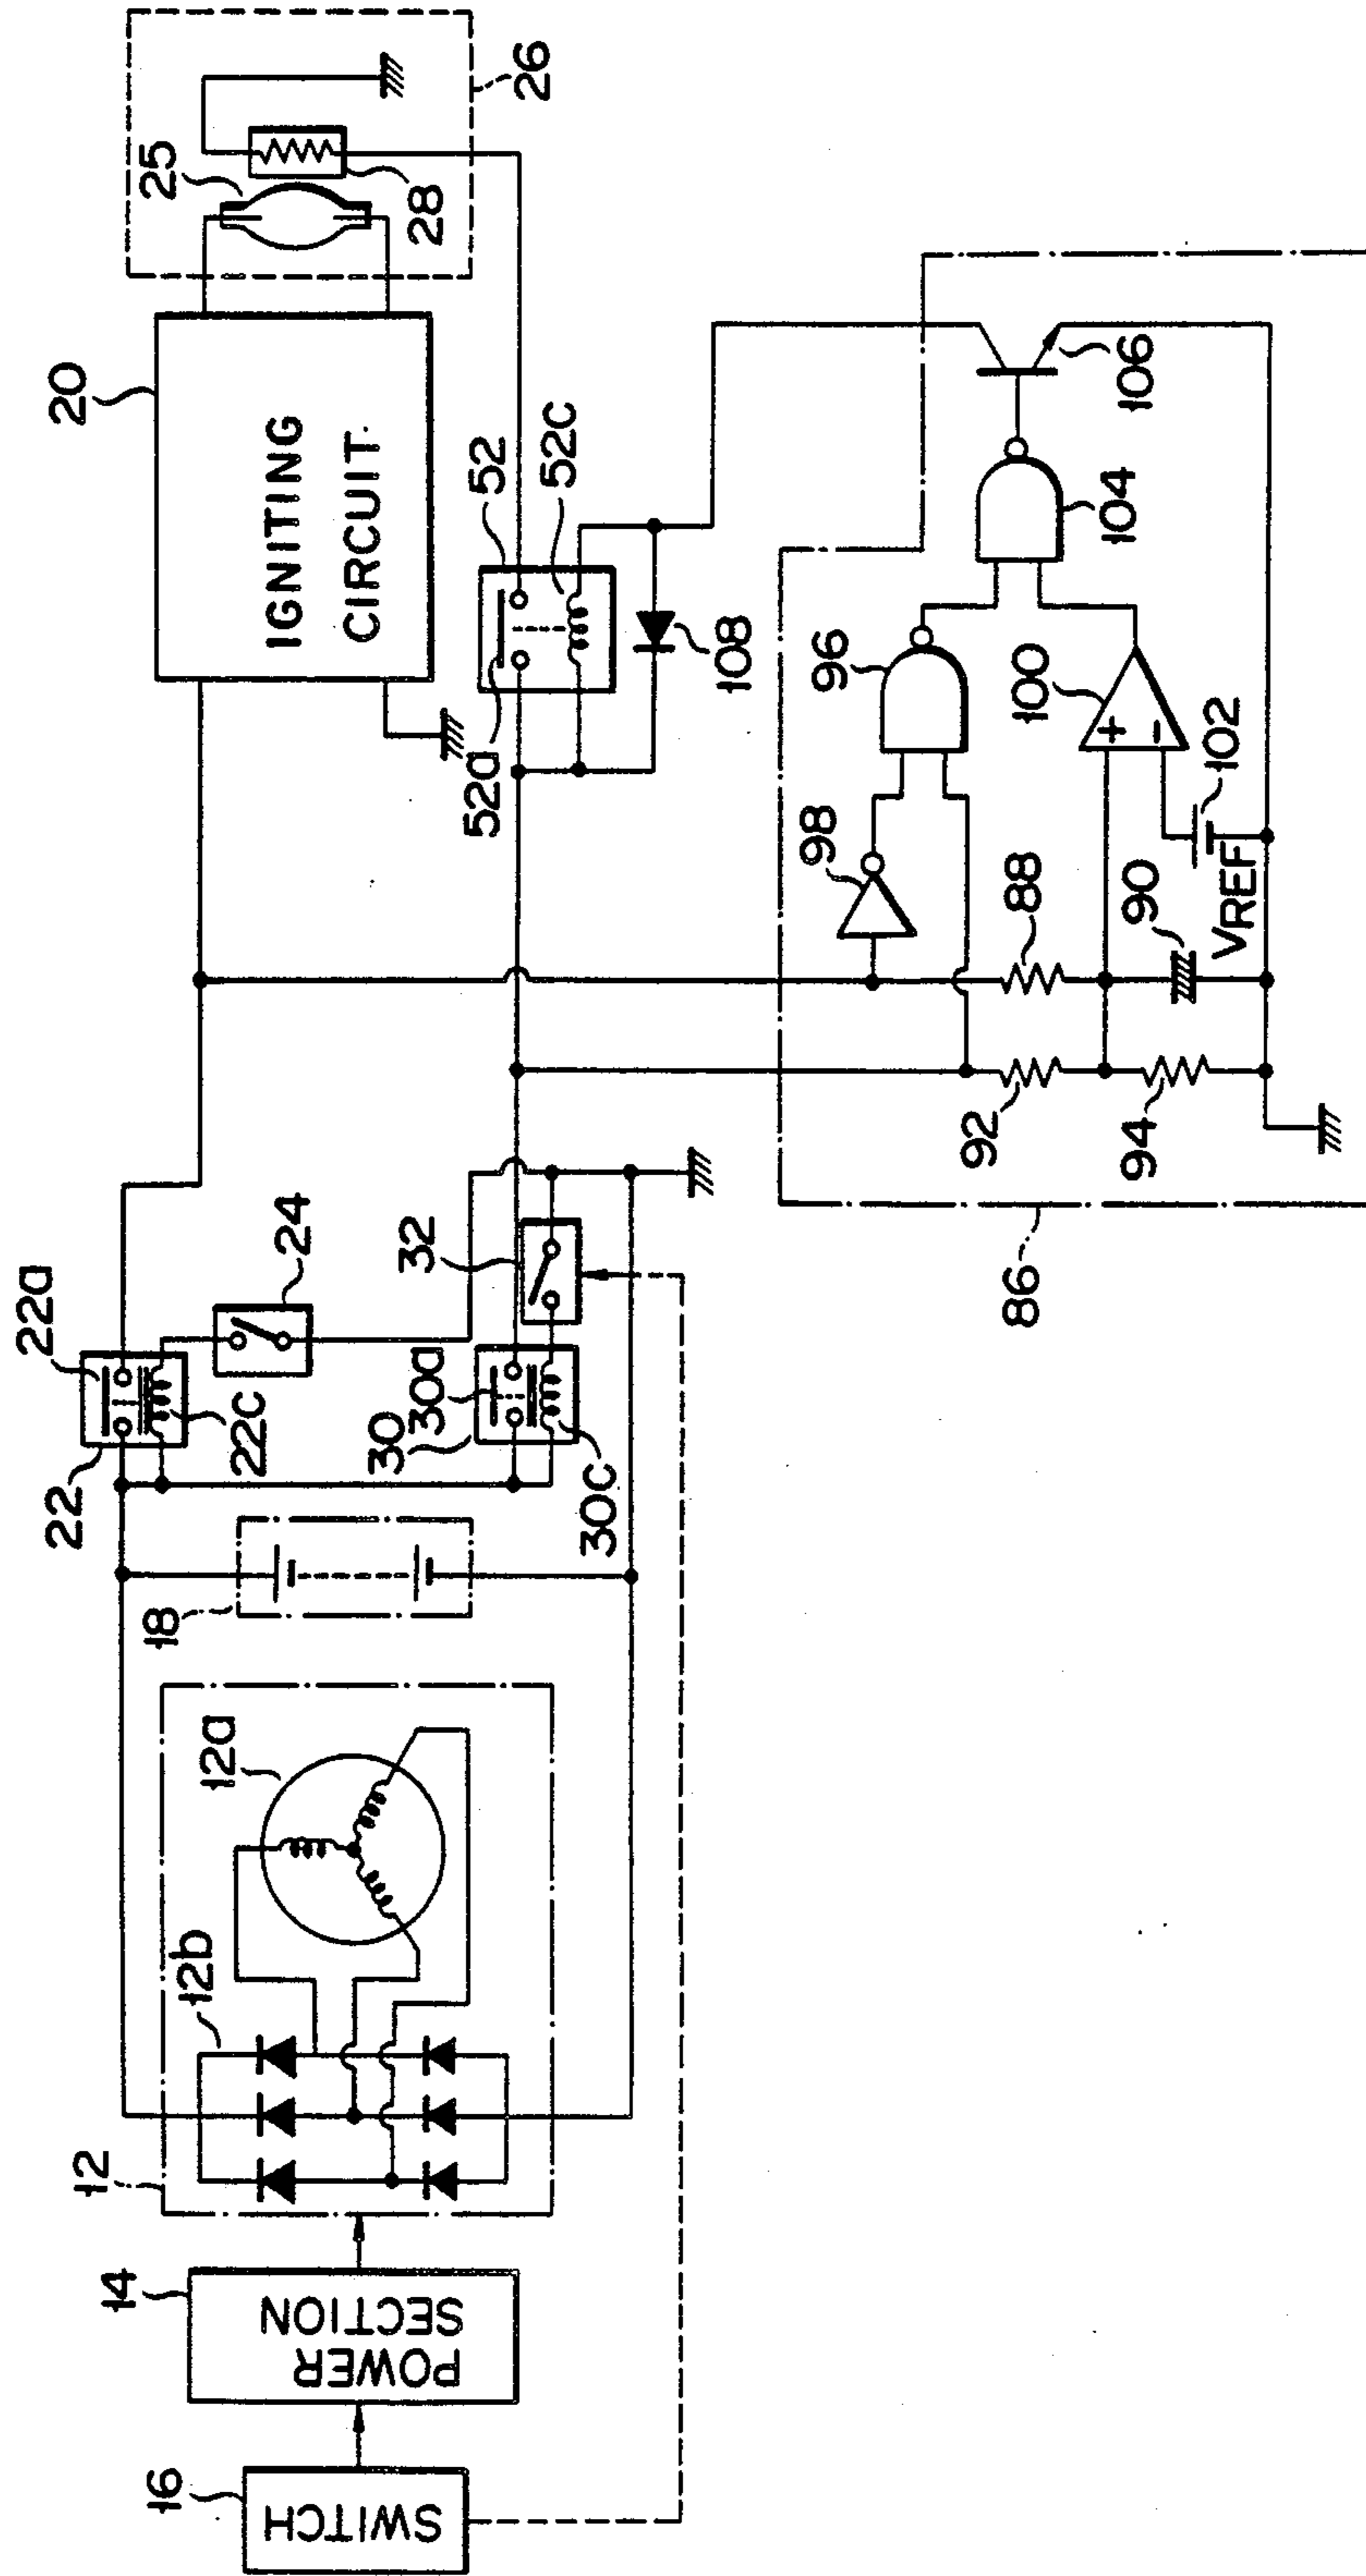 16
SWITCH
14
POWER
SECTION
12
12b
12a
18
22
22a
22c
24
30
30a
30c
32
20
IGNITING
CIRCUIT
25
26
28
52
52a
52c
108
86
92
94
88
90
98
96
100
102
VREF
104
106